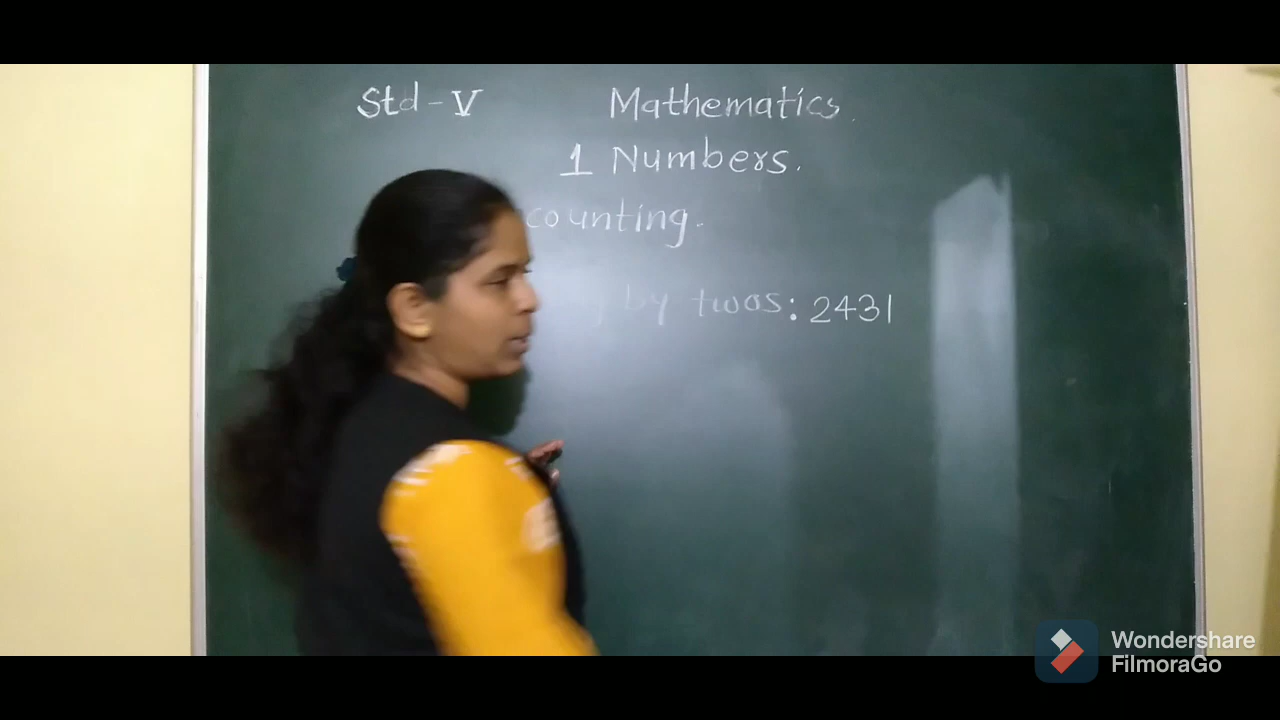 Std - V Mathematics.
1 Numbers.
counting.
by twos : 2431
Wondershare
FilmoraGo